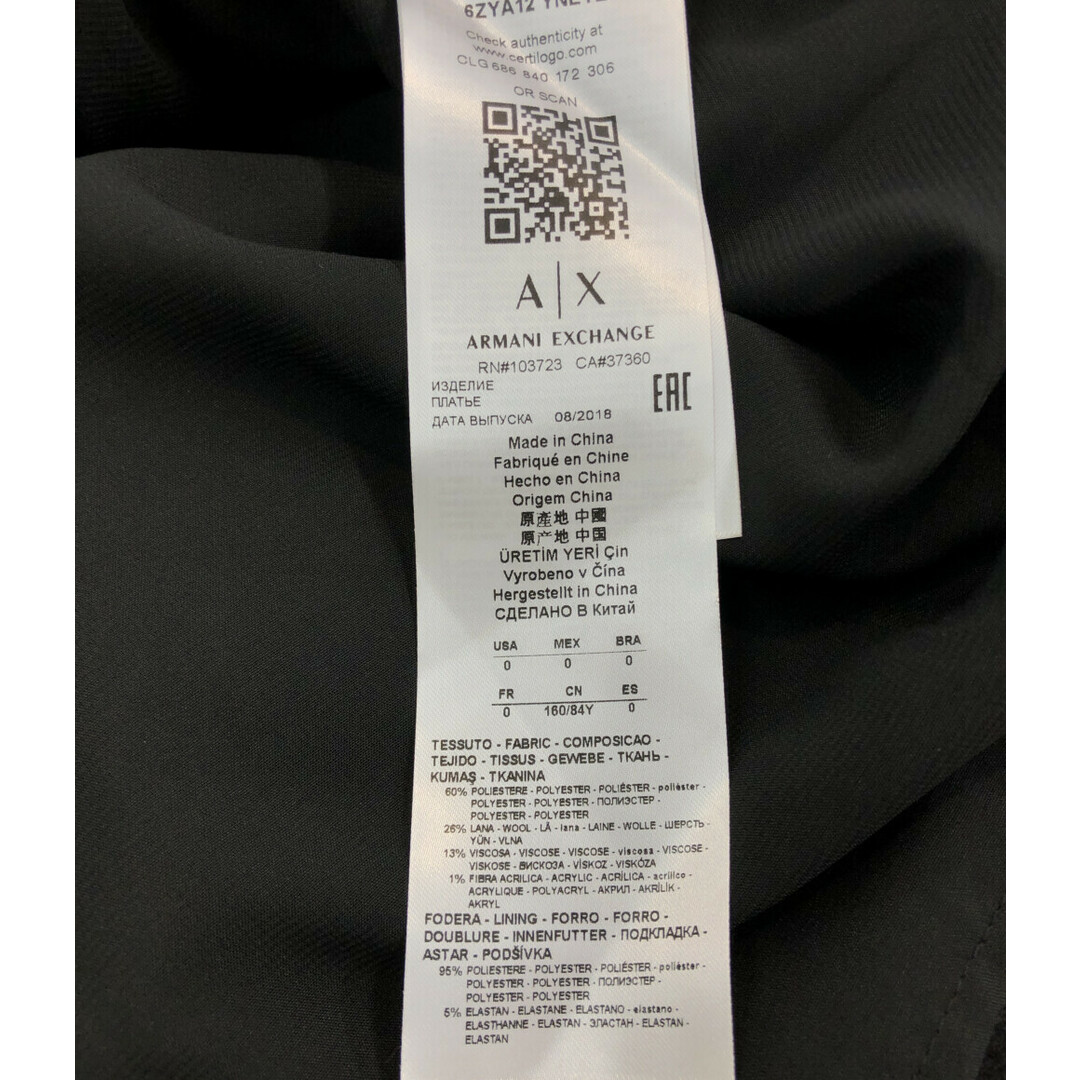 6ZYA12
Check authenticity at
www.certilogo.com
CLG 686 840 172 306
OR SCAN
A|X
ARMANI EXCHANGE
RN#103723 CA#37360
ИЗДЕЛИЕ
ПЛАТЬЕ
EAC
ДАТА ВЫПУСКА 08/2018
Made in China
Fabriqué en Chine
Hecho en China
Origem China
原產地 中國
原产地 中国
ÜRETİM YERİ Çin
Vyrobeno v Čína
Hergestellt in China
СДЕЛАНО В Китай
USA MEX BRA
0 0 0
FR CN ES
0 160/84Y 0
TESSUTO - FABRIC - COMPOSICAO -
TEJIDO - TISSUS - GEWEBE - ТКАНЬ -
KUMAŞ - TKANINA
60% POLIESTERE - POLYESTER - POLIÉSTER - poliéster -
POLYESTER - POLYESTER - ПОЛИЭСТЕР -
POLYESTER - POLYESTER
26% LANA - WOOL - LÃ - lana - LAINE - WOLLE - ШЕРСТЬ -
YÜN - VLNA
13% VISCOSA - VISCOSE - VISCOSE - viscosa - VISCOSE -
VISKOSE - ВИСКОЗА - VİSKOZ - VISKÓZA
1% FIBRA ACRILICA - ACRYLIC - ACRÍLICA - acrílico -
ACRYLIQUE - POLYACRYL - АКРИЛ - AKRİLİK -
AKRYL
FODERA - LINING - FORRO - FORRO -
DOUBLURE - INNENFUTTER - ПОДКЛАДКА -
ASTAR - PODŠÍVKA
95% POLIESTERE - POLYESTER - POLIÉSTER - poliéster -
POLYESTER - POLYESTER - ПОЛИЭСТЕР -
POLYESTER - POLYESTER
5% ELASTAN - ELASTANE - ELASTANO - elastano -
ELASTHANNE - ELASTAN - ЭЛАСТАН - ELASTAN -
ELASTAN